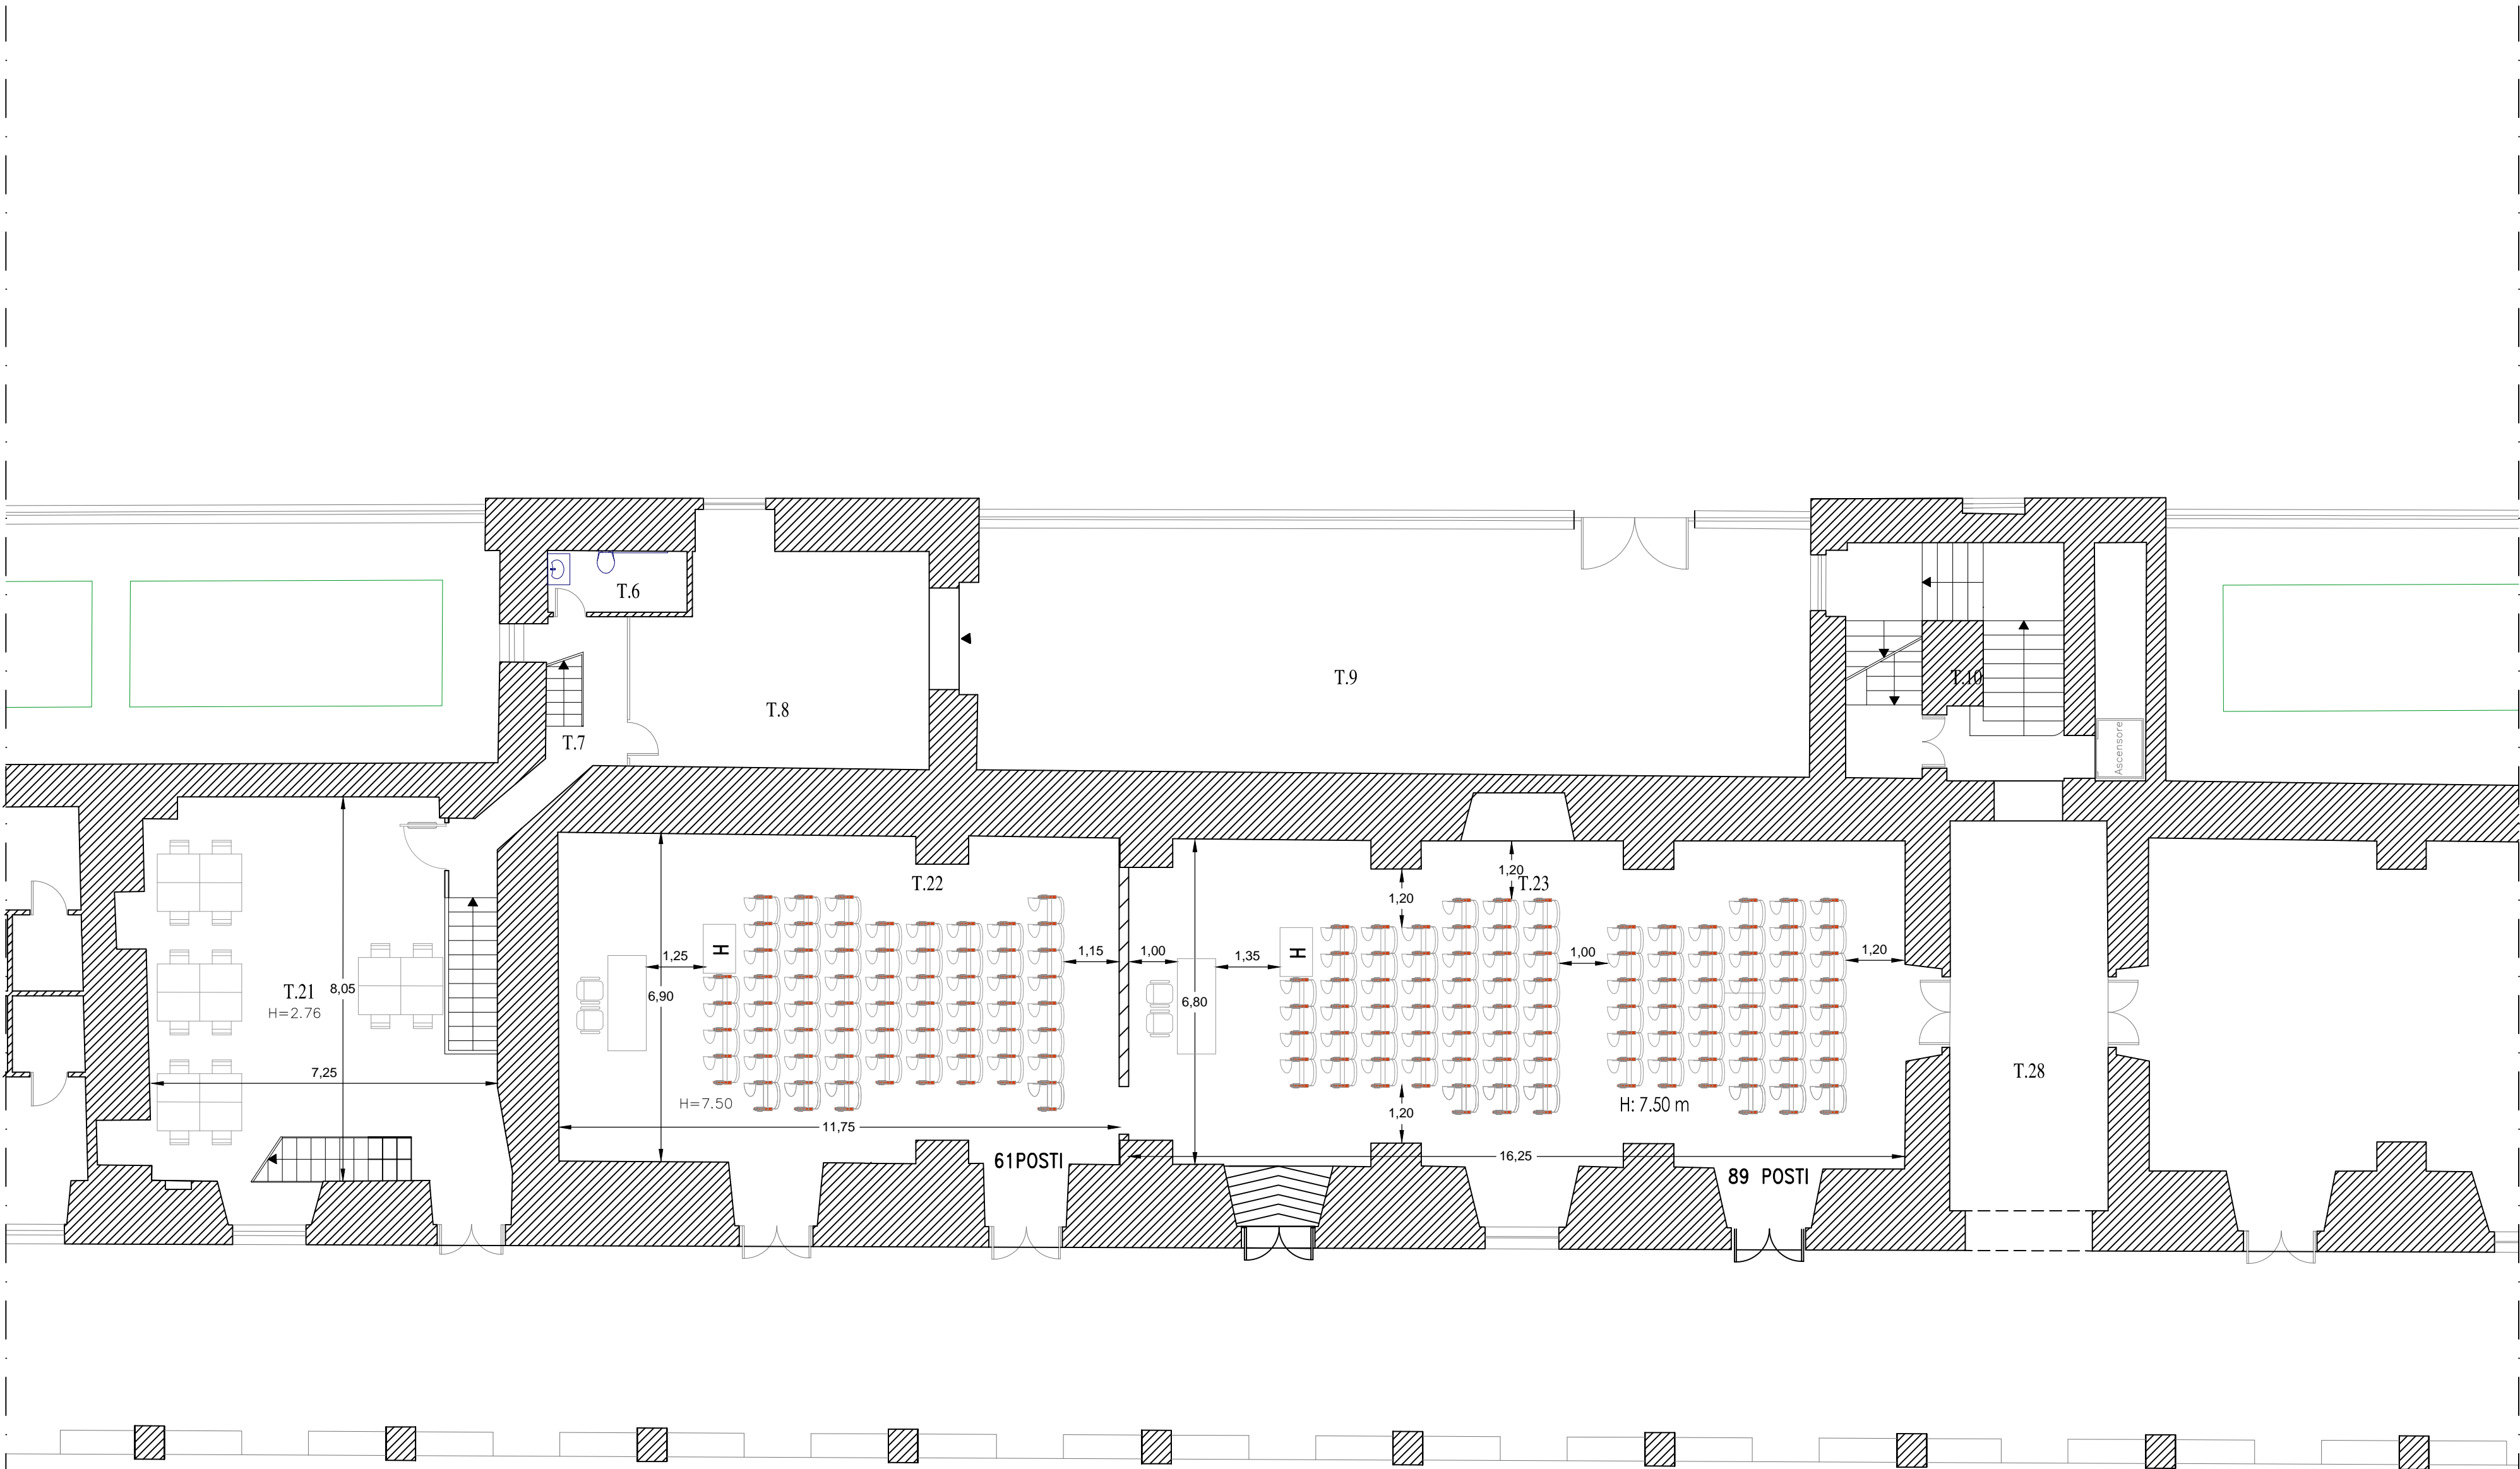 T.6
T.9
T.10
T.8
T.7
Ascensore
1,20
T.22
T.23
1,20
H
H
1,15
1,00
1,25
1,35
1,00
1,20
T.21
8,05
H=2.76
6,90
6,80
7,25
T.28
H=7.50
H: 7.50 m
1,20
11,75
16,25
61POSTI
89 POSTI